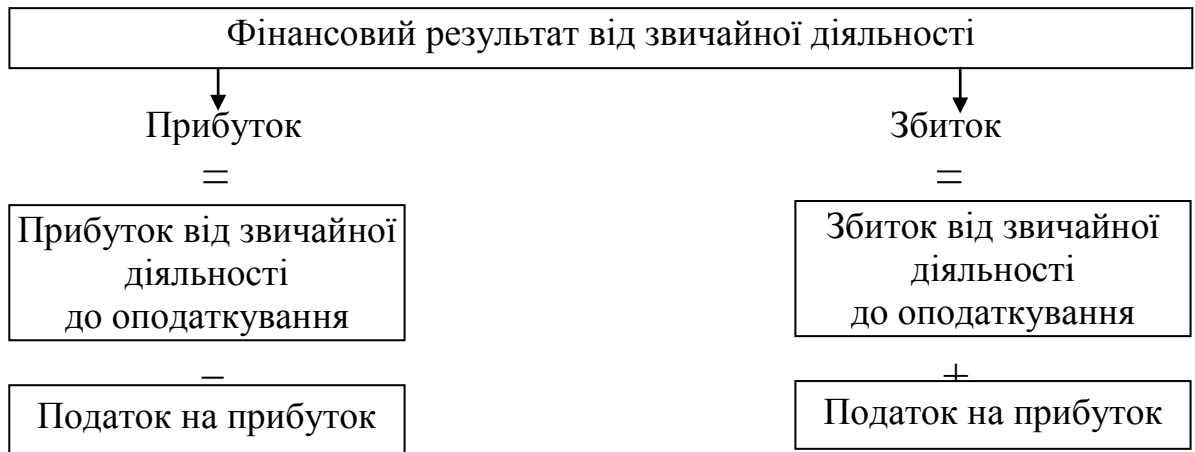 Фінансовий результат від звичайної діяльності
Прибуток
Збиток
=
=
Прибуток від звичайної
діяльності
до оподаткування
Збиток від звичайної
діяльності
до оподаткування
–
+
Податок на прибуток
Податок на прибуток